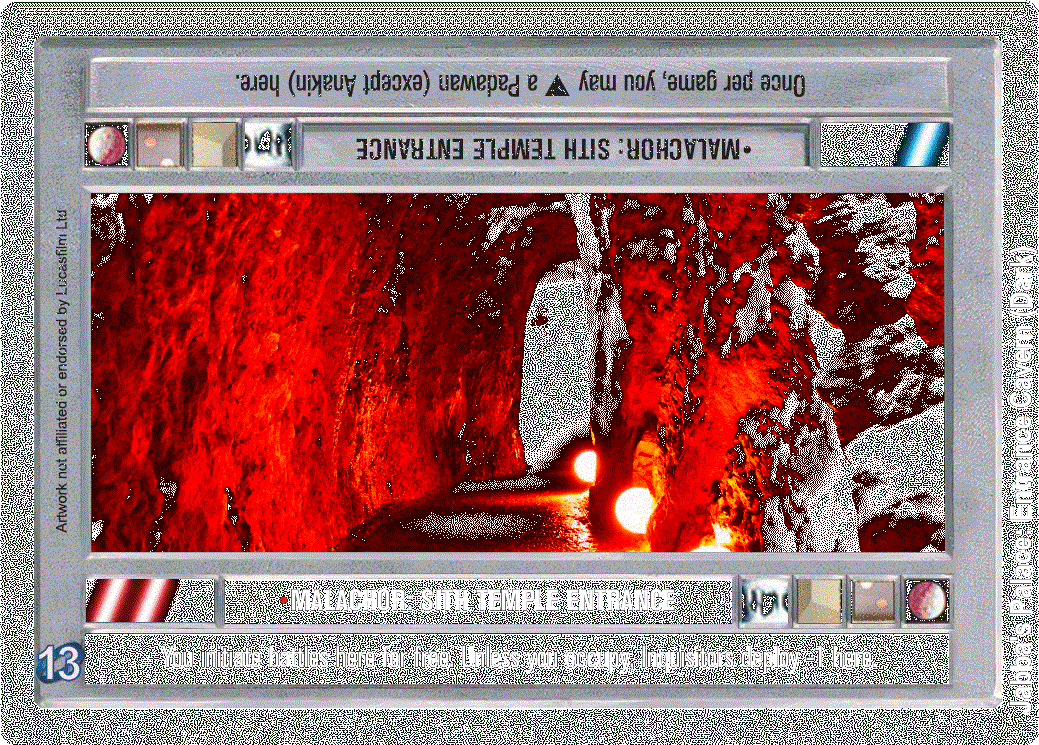 Once per game, you may ▲ a Padawan (except Anakin) here.
•MALACHOR: SITH TEMPLE ENTRANCE
Artwork not affiliated or endorsed by Lucasfilm Ltd
•MALACHOR: SITH TEMPLE ENTRANCE
You initiate battles here for free. Unless you occupy, Inquisitors deploy -1 here.
13
Jabba's Palace: Entrance Cavern (Dark)